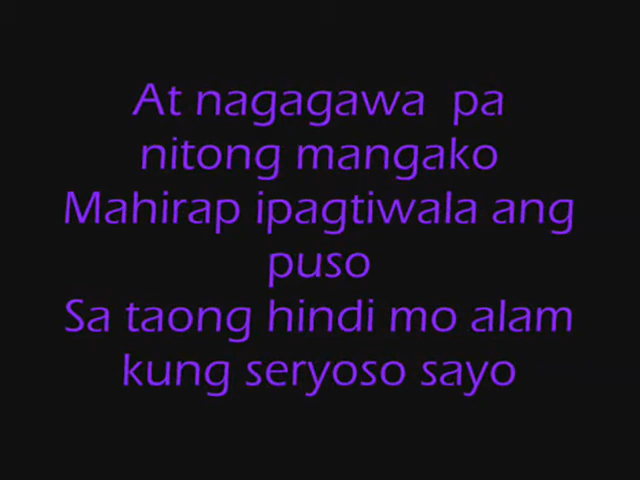 At nagagawa pa
nitong mangako
Mahirap ipagtiwala ang
puso
Sa taong hindi mo alam
kung seryoso sayo